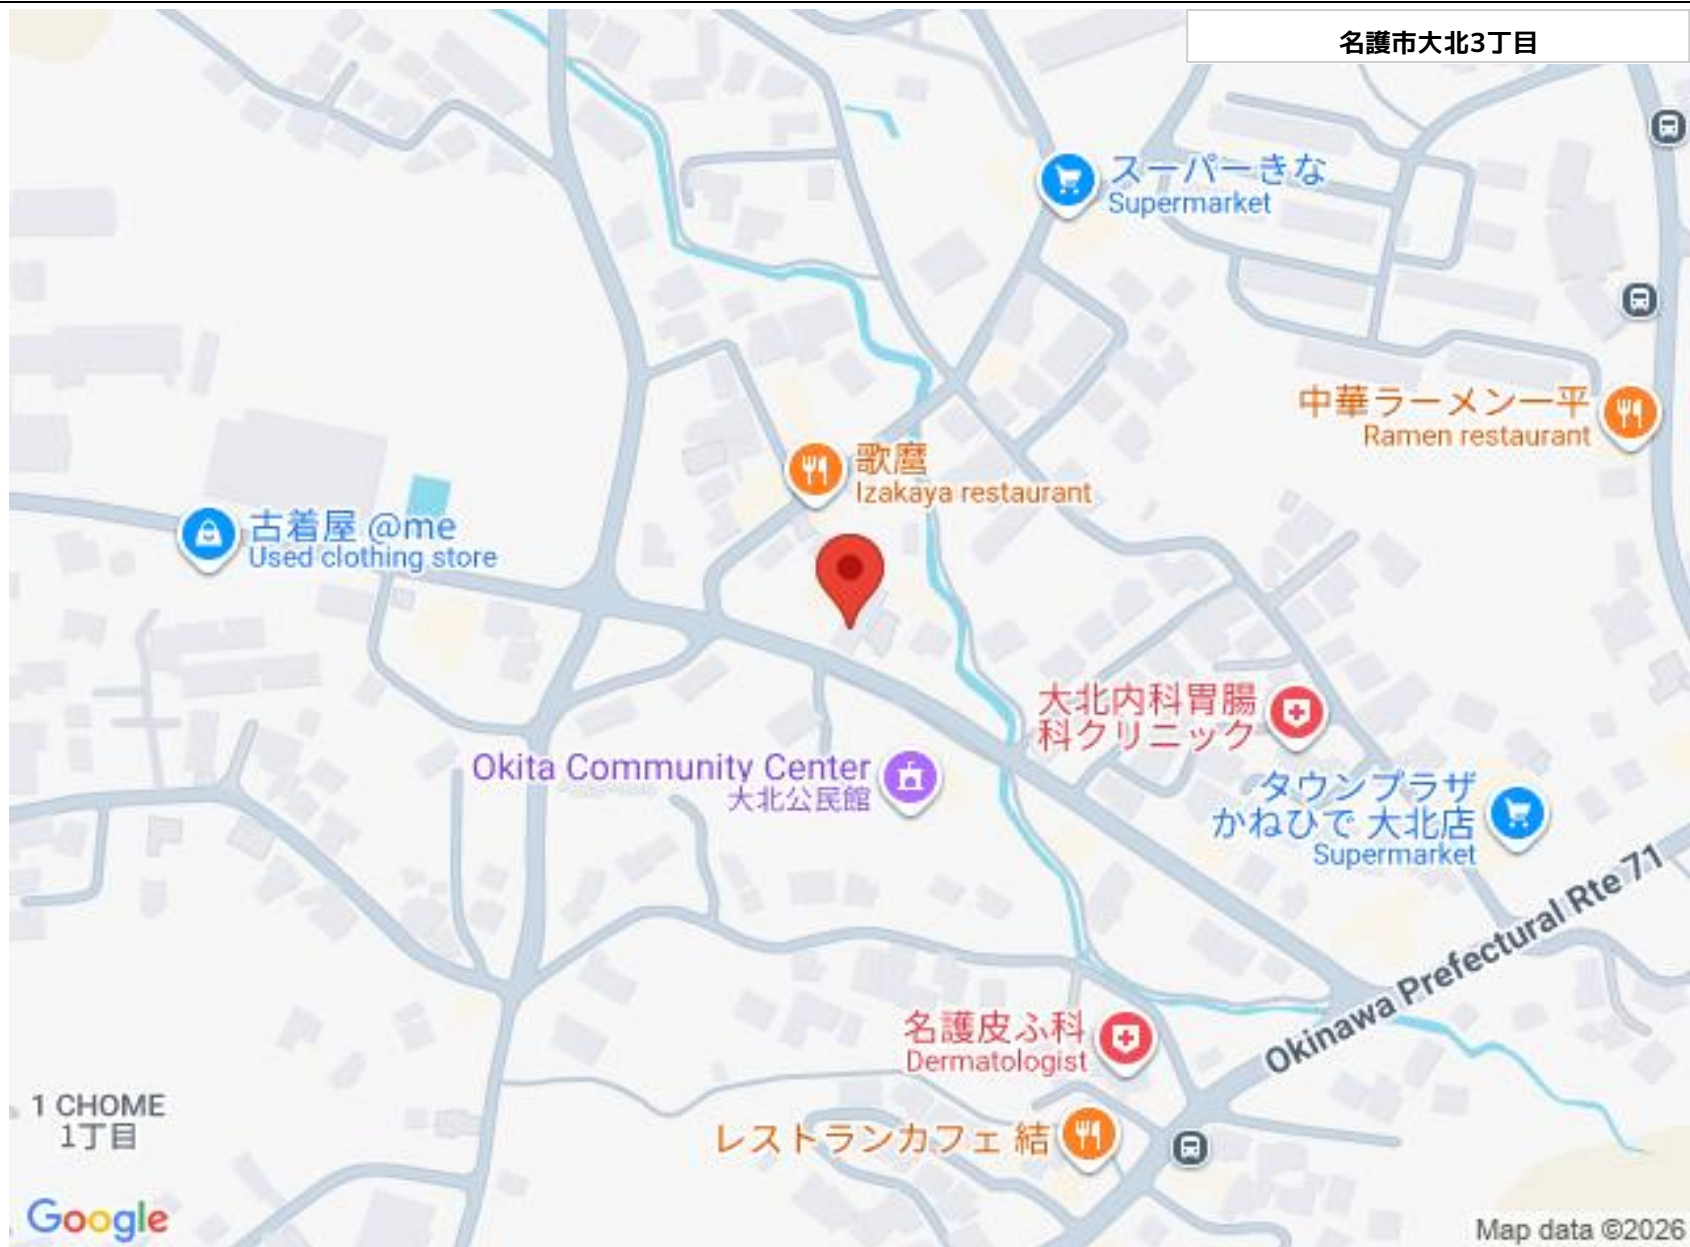 名護市大北3丁目
スーパーきな
Supermarket
中華ラーメン一平
Ramen restaurant
歌麿
Izakaya restaurant
古着屋 @me
Used clothing store
大北内科胃腸
科クリニック
Okita Community Center
大北公民館
タウンプラザ
かねひで 大北店
Supermarket
Okinawa Prefectural Rte 71
名護皮ふ科
Dermatologist
1 CHOME
1丁目
レストランカフェ 結
Google
Map data ©2026